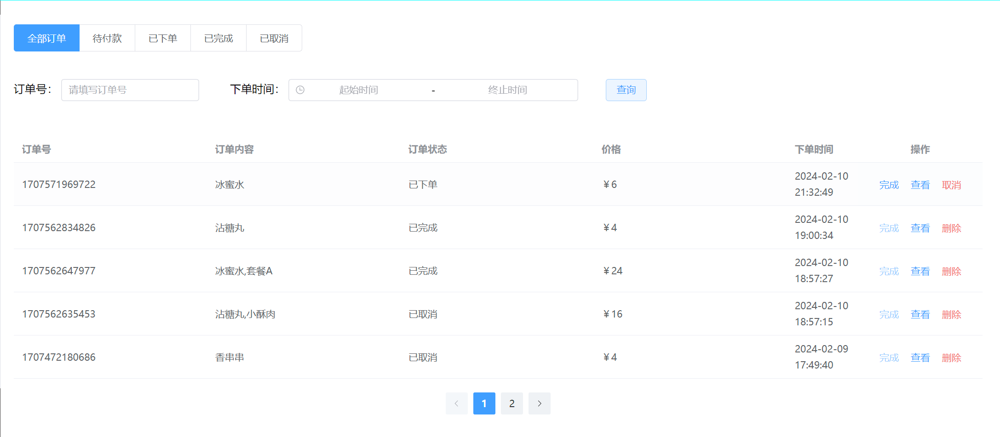 全部订单 待付款 已下单 已完成 已取消
订单号： 请填写订单号 下单时间： 起始时间 - 终止时间 查询
订单号 订单内容 订单状态 价格 下单时间 操作
1707571969722 冰蜜水 已下单 ￥6 2024-02-10 21:32:49 完成 查看 取消
1707562834826 沾糖丸 已完成 ￥4 2024-02-10 19:00:34 完成 查看 删除
1707562647977 冰蜜水,套餐A 已完成 ￥24 2024-02-10 18:57:27 完成 查看 删除
1707562635453 沾糖丸,小酥肉 已取消 ￥16 2024-02-10 18:57:15 完成 查看 删除
1707472180686 香串串 已取消 ￥4 2024-02-09 17:49:40 完成 查看 删除
1 2